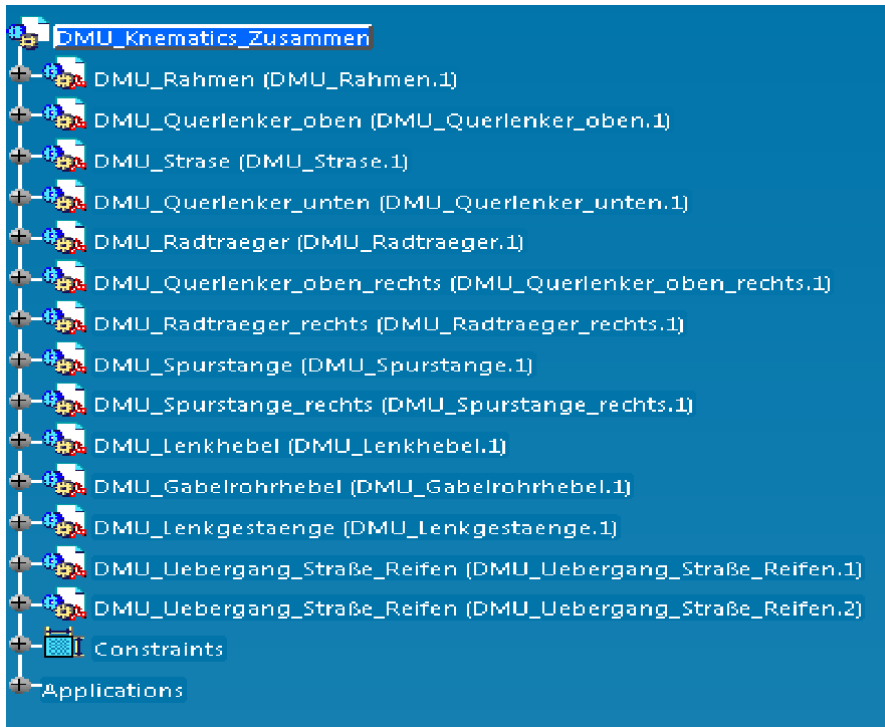 DMU_Knematics_Zusammen
DMU_Rahmen (DMU_Rahmen.1)
DMU_Querlenker_oben (DMU_Querlenker_oben.1)
DMU_Strase (DMU_Strase.1)
DMU_Querlenker_unten (DMU_Querlenker_unten.1)
DMU_Radtraeger (DMU_Radtraeger.1)
DMU_Querlenker_oben_rechts (DMU_Querlenker_oben_rechts.1)
DMU_Radtraeger_rechts (DMU_Radtraeger_rechts.1)
DMU_Spurstange (DMU_Spurstange.1)
DMU_Spurstange_rechts (DMU_Spurstange_rechts.1)
DMU_Lenkhebel (DMU_Lenkhebel.1)
DMU_Gabelrohrhebel (DMU_Gabelrohrhebel.1)
DMU_Lenkgestaenge (DMU_Lenkgestaenge.1)
DMU_Uebergang_Straße_Reifen (DMU_Uebergang_Straße_Reifen.1)
DMU_Uebergang_Straße_Reifen (DMU_Uebergang_Straße_Reifen.2)
Constraints
Applications